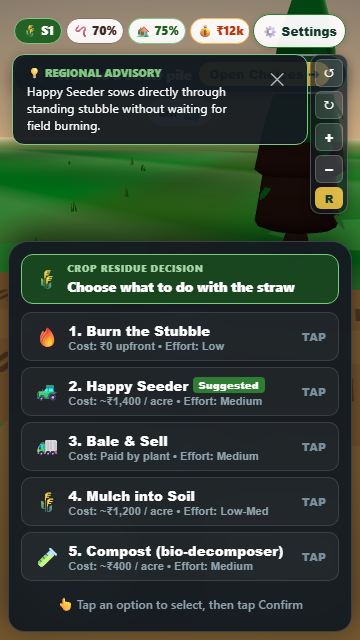 S1
70%
75%
₹12k
Settings
REGIONAL ADVISORY
Happy Seeder sows directly through
standing stubble without waiting for
field burning.
R
CROP RESIDUE DECISION
Choose what to do with the straw
1. Burn the Stubble
Cost: ₹0 upfront • Effort: Low
TAP
2. Happy Seeder Suggested
Cost: ~₹1,400 / acre • Effort: Medium
TAP
3. Bale & Sell
Cost: Paid by plant • Effort: Medium
TAP
4. Mulch into Soil
Cost: ~₹1,200 / acre • Effort: Low-Med
TAP
5. Compost (bio-decomposer)
Cost: ~₹400 / acre • Effort: Medium
TAP
Tap an option to select, then tap Confirm